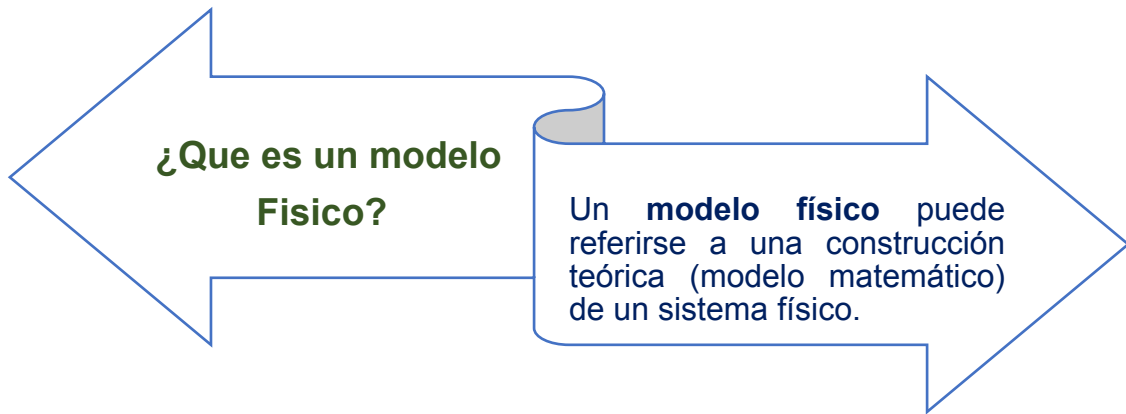 ¿Que es un modelo
Fisico?
Un modelo físico puede
referirse a una construcción
teórica (modelo matemático)
de un sistema físico.